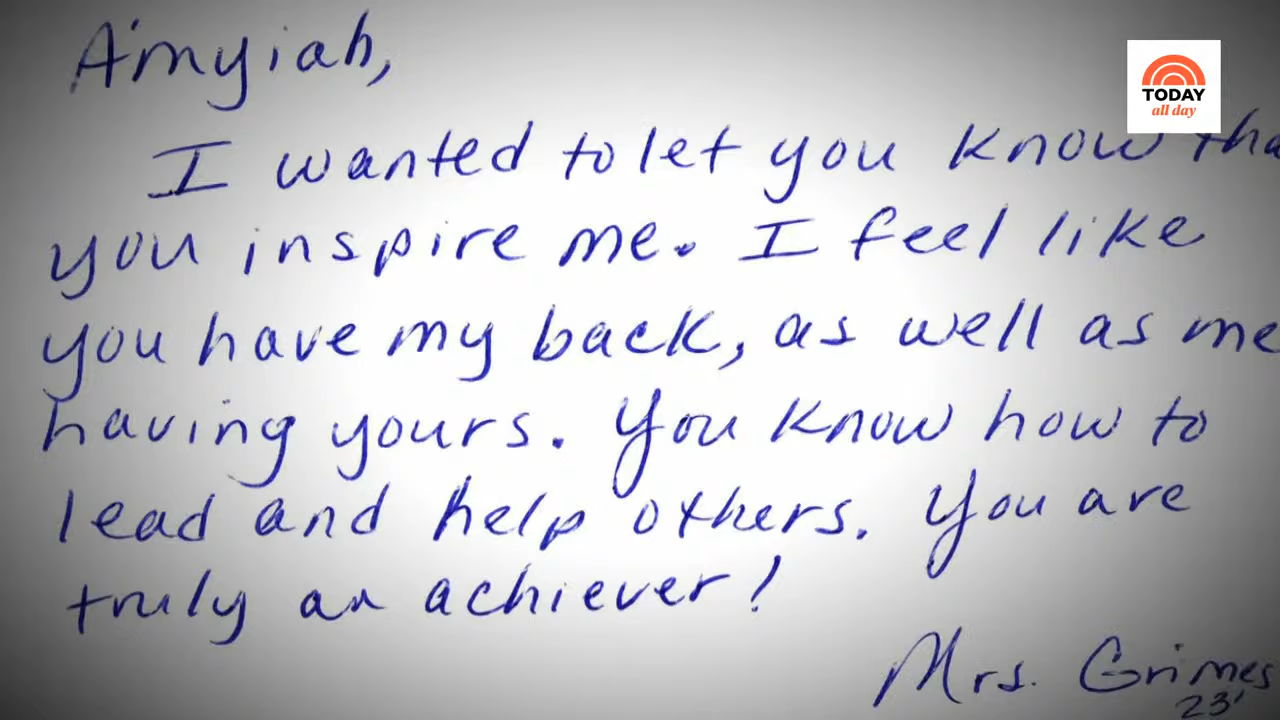 A'myiah,
TODAY
all day
I wanted to let you know tha
you inspire me. I feel like
you have my back, as well as me
having yours. You know how to
lead and help others. You are
truly an achiever!
Mrs. Grimes
23'